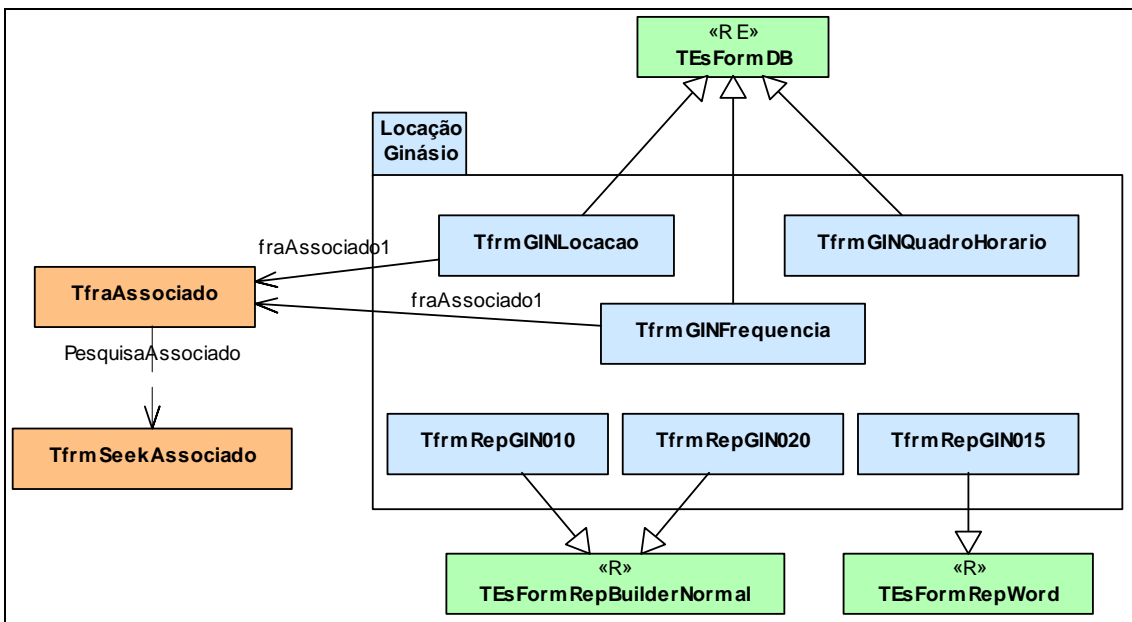 «R E»
TEsFormDB
Locação
Ginásio
TfrmGINLocacao
TfrmGINQuadroHorario
fraAssociado1
TfraAssociado
fraAssociado1
TfrmGINFrequencia
PesquisaAssociado
TfrmSeekAssociado
TfrmRepGIN010
TfrmRepGIN020
TfrmRepGIN015
«R»
TEsFormRepBuilderNormal
«R»
TEsFormRepWord